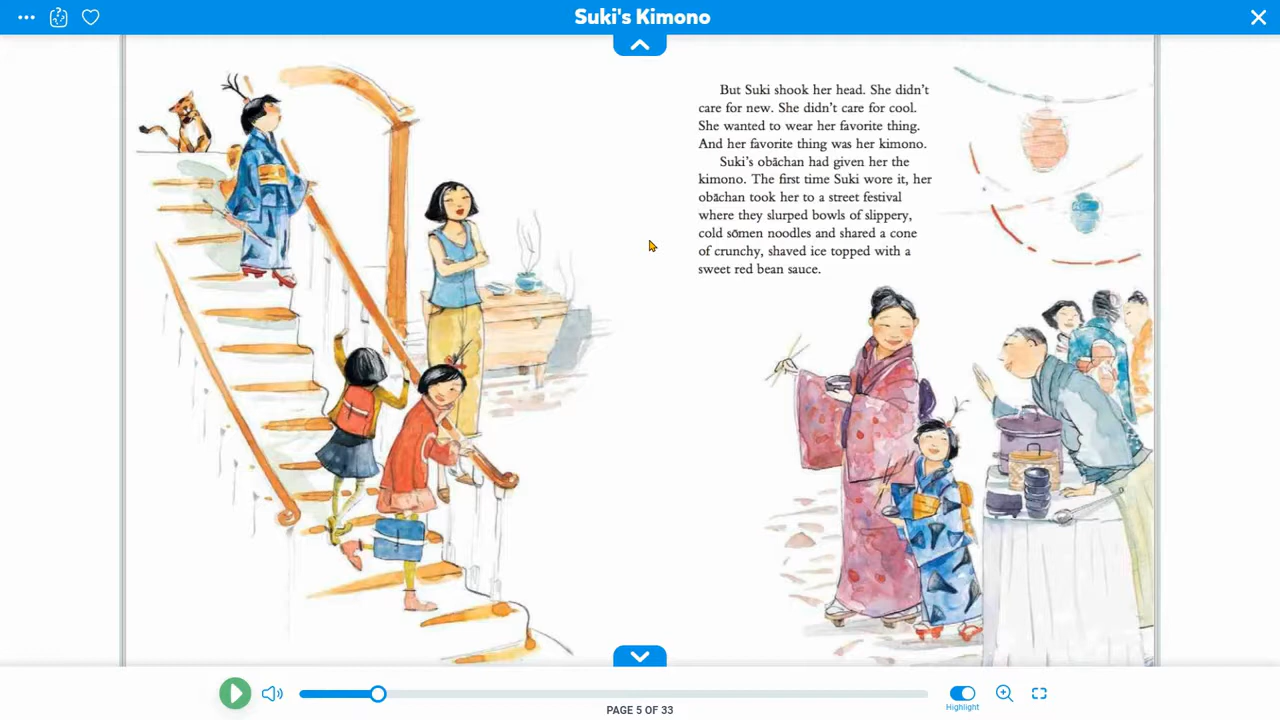 Suki's Kimono
But Suki shook her head. She didn't
care for new. She didn't care for cool.
She wanted to wear her favorite thing.
And her favorite thing was her kimono.
Suki's obāchan had given her the
kimono. The first time Suki wore it, her
obāchan took her to a street festival
where they slurped bowls of slippery,
cold sōmen noodles and shared a cone
of crunchy, shaved ice topped with a
sweet red bean sauce.
Highlight
PAGE 5 OF 33